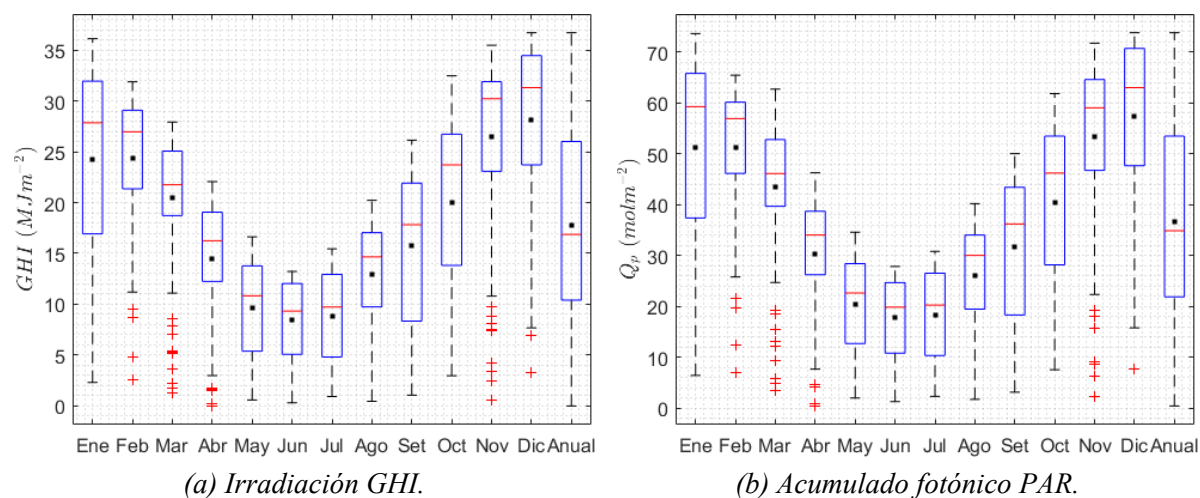 GHI (MJm⁻²)
35
30
25
20
15
10
5
0
Ene Feb Mar Abr May Jun Jul Ago Set Oct Nov Dic Anual
(a) Irradiación GHI.
Q_p (molm⁻²)
70
60
50
40
30
20
10
0
Ene Feb Mar Abr May Jun Jul Ago Set Oct Nov Dic Anual
(b) Acumulado fotónico PAR.